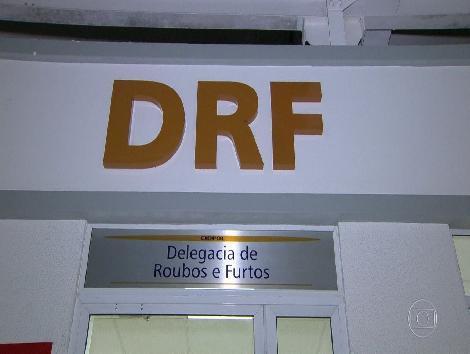 DRF
Delegacia de
Roubos e Furtos